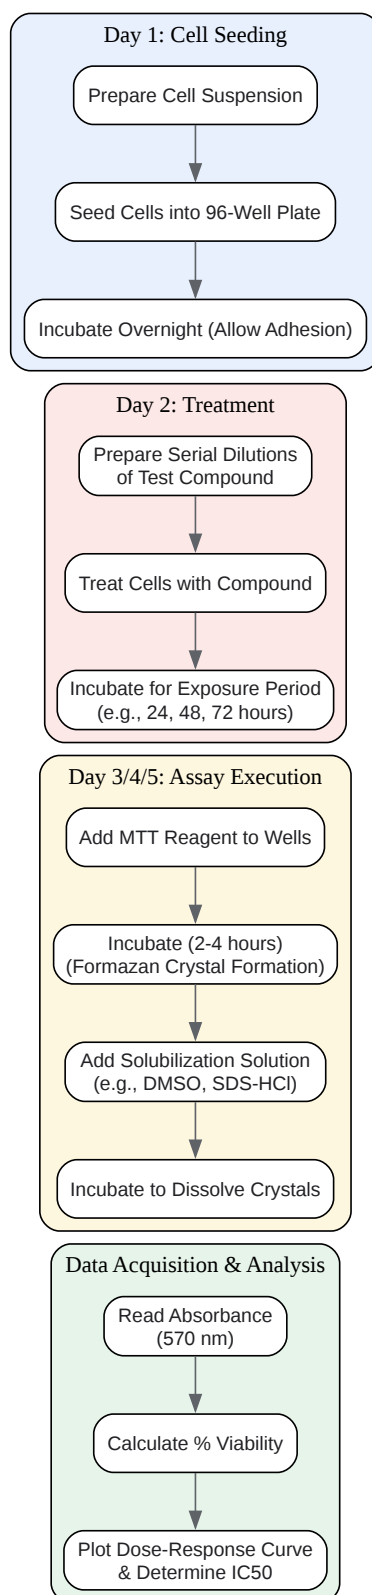 Day 1: Cell Seeding
Prepare Cell Suspension
Seed Cells into 96-Well Plate
Incubate Overnight (Allow Adhesion)
Day 2: Treatment
Prepare Serial Dilutions
of Test Compound
Treat Cells with Compound
Incubate for Exposure Period
(e.g., 24, 48, 72 hours)
Day 3/4/5: Assay Execution
Add MTT Reagent to Wells
Incubate (2-4 hours)
(Formazan Crystal Formation)
Add Solubilization Solution
(e.g., DMSO, SDS-HCl)
Incubate to Dissolve Crystals
Data Acquisition & Analysis
Read Absorbance
(570 nm)
Calculate % Viability
Plot Dose-Response Curve
& Determine IC50